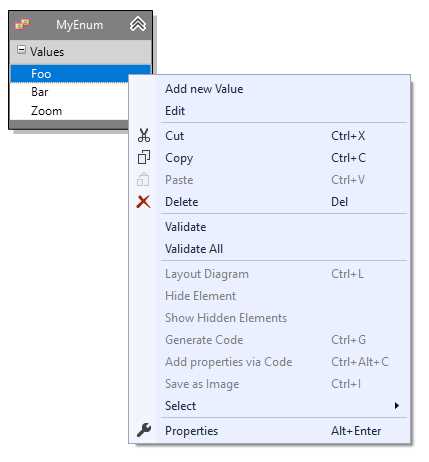 MyEnum
Values
Foo
Bar
Zoom
Add new Value
Edit
Cut Ctrl+X
Copy Ctrl+C
Paste Ctrl+V
Delete Del
Validate
Validate All
Layout Diagram Ctrl+L
Hide Element
Show Hidden Elements
Generate Code Ctrl+G
Add properties via Code Ctrl+Alt+C
Save as Image Ctrl+I
Select
Properties Alt+Enter